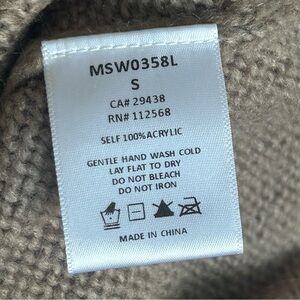 MSW0358L
S
CA# 29438
RN# 112568
SELF 100% ACRYLIC
GENTLE HAND WASH COLD
LAY FLAT TO DRY
DO NOT BLEACH
DO NOT IRON
MADE IN CHINA